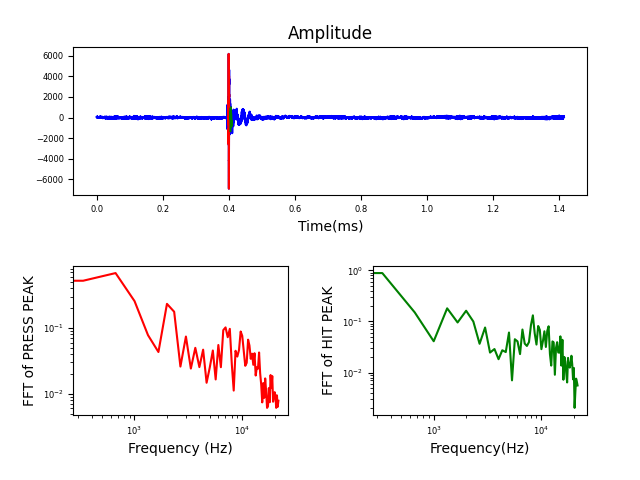 Amplitude
6000
4000
2000
0
−2000
−4000
−6000
0.0 0.2 0.4 0.6 0.8 1.0 1.2 1.4
Time(ms)
FFT of PRESS PEAK
10⁻¹
10⁻²
10³ 10⁴
Frequency (Hz)
FFT of HIT PEAK
10⁰
10⁻¹
10⁻²
10³ 10⁴
Frequency(Hz)